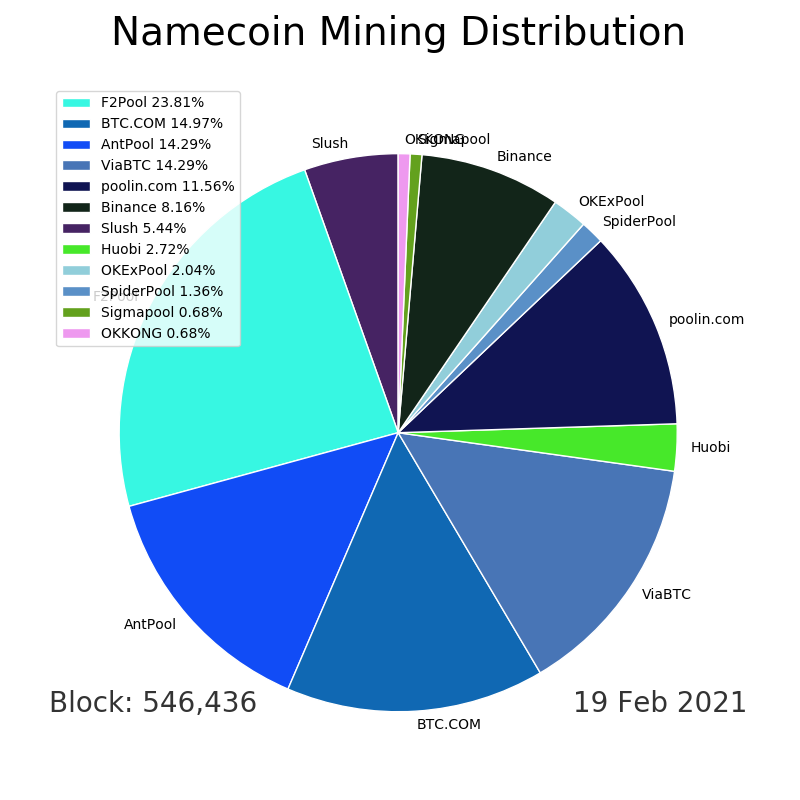 Namecoin Mining Distribution
F2Pool 23.81%
BTC.COM 14.97%
AntPool 14.29%
ViaBTC 14.29%
poolin.com 11.56%
Binance 8.16%
Slush 5.44%
Huobi 2.72%
OKExPool 2.04%
SpiderPool 1.36%
Sigmapool 0.68%
OKKONG 0.68%
Slush
OKKONG
Sigmapool
Binance
OKExPool
SpiderPool
F2Pool
poolin.com
Huobi
ViaBTC
AntPool
BTC.COM
Block: 546,436
19 Feb 2021